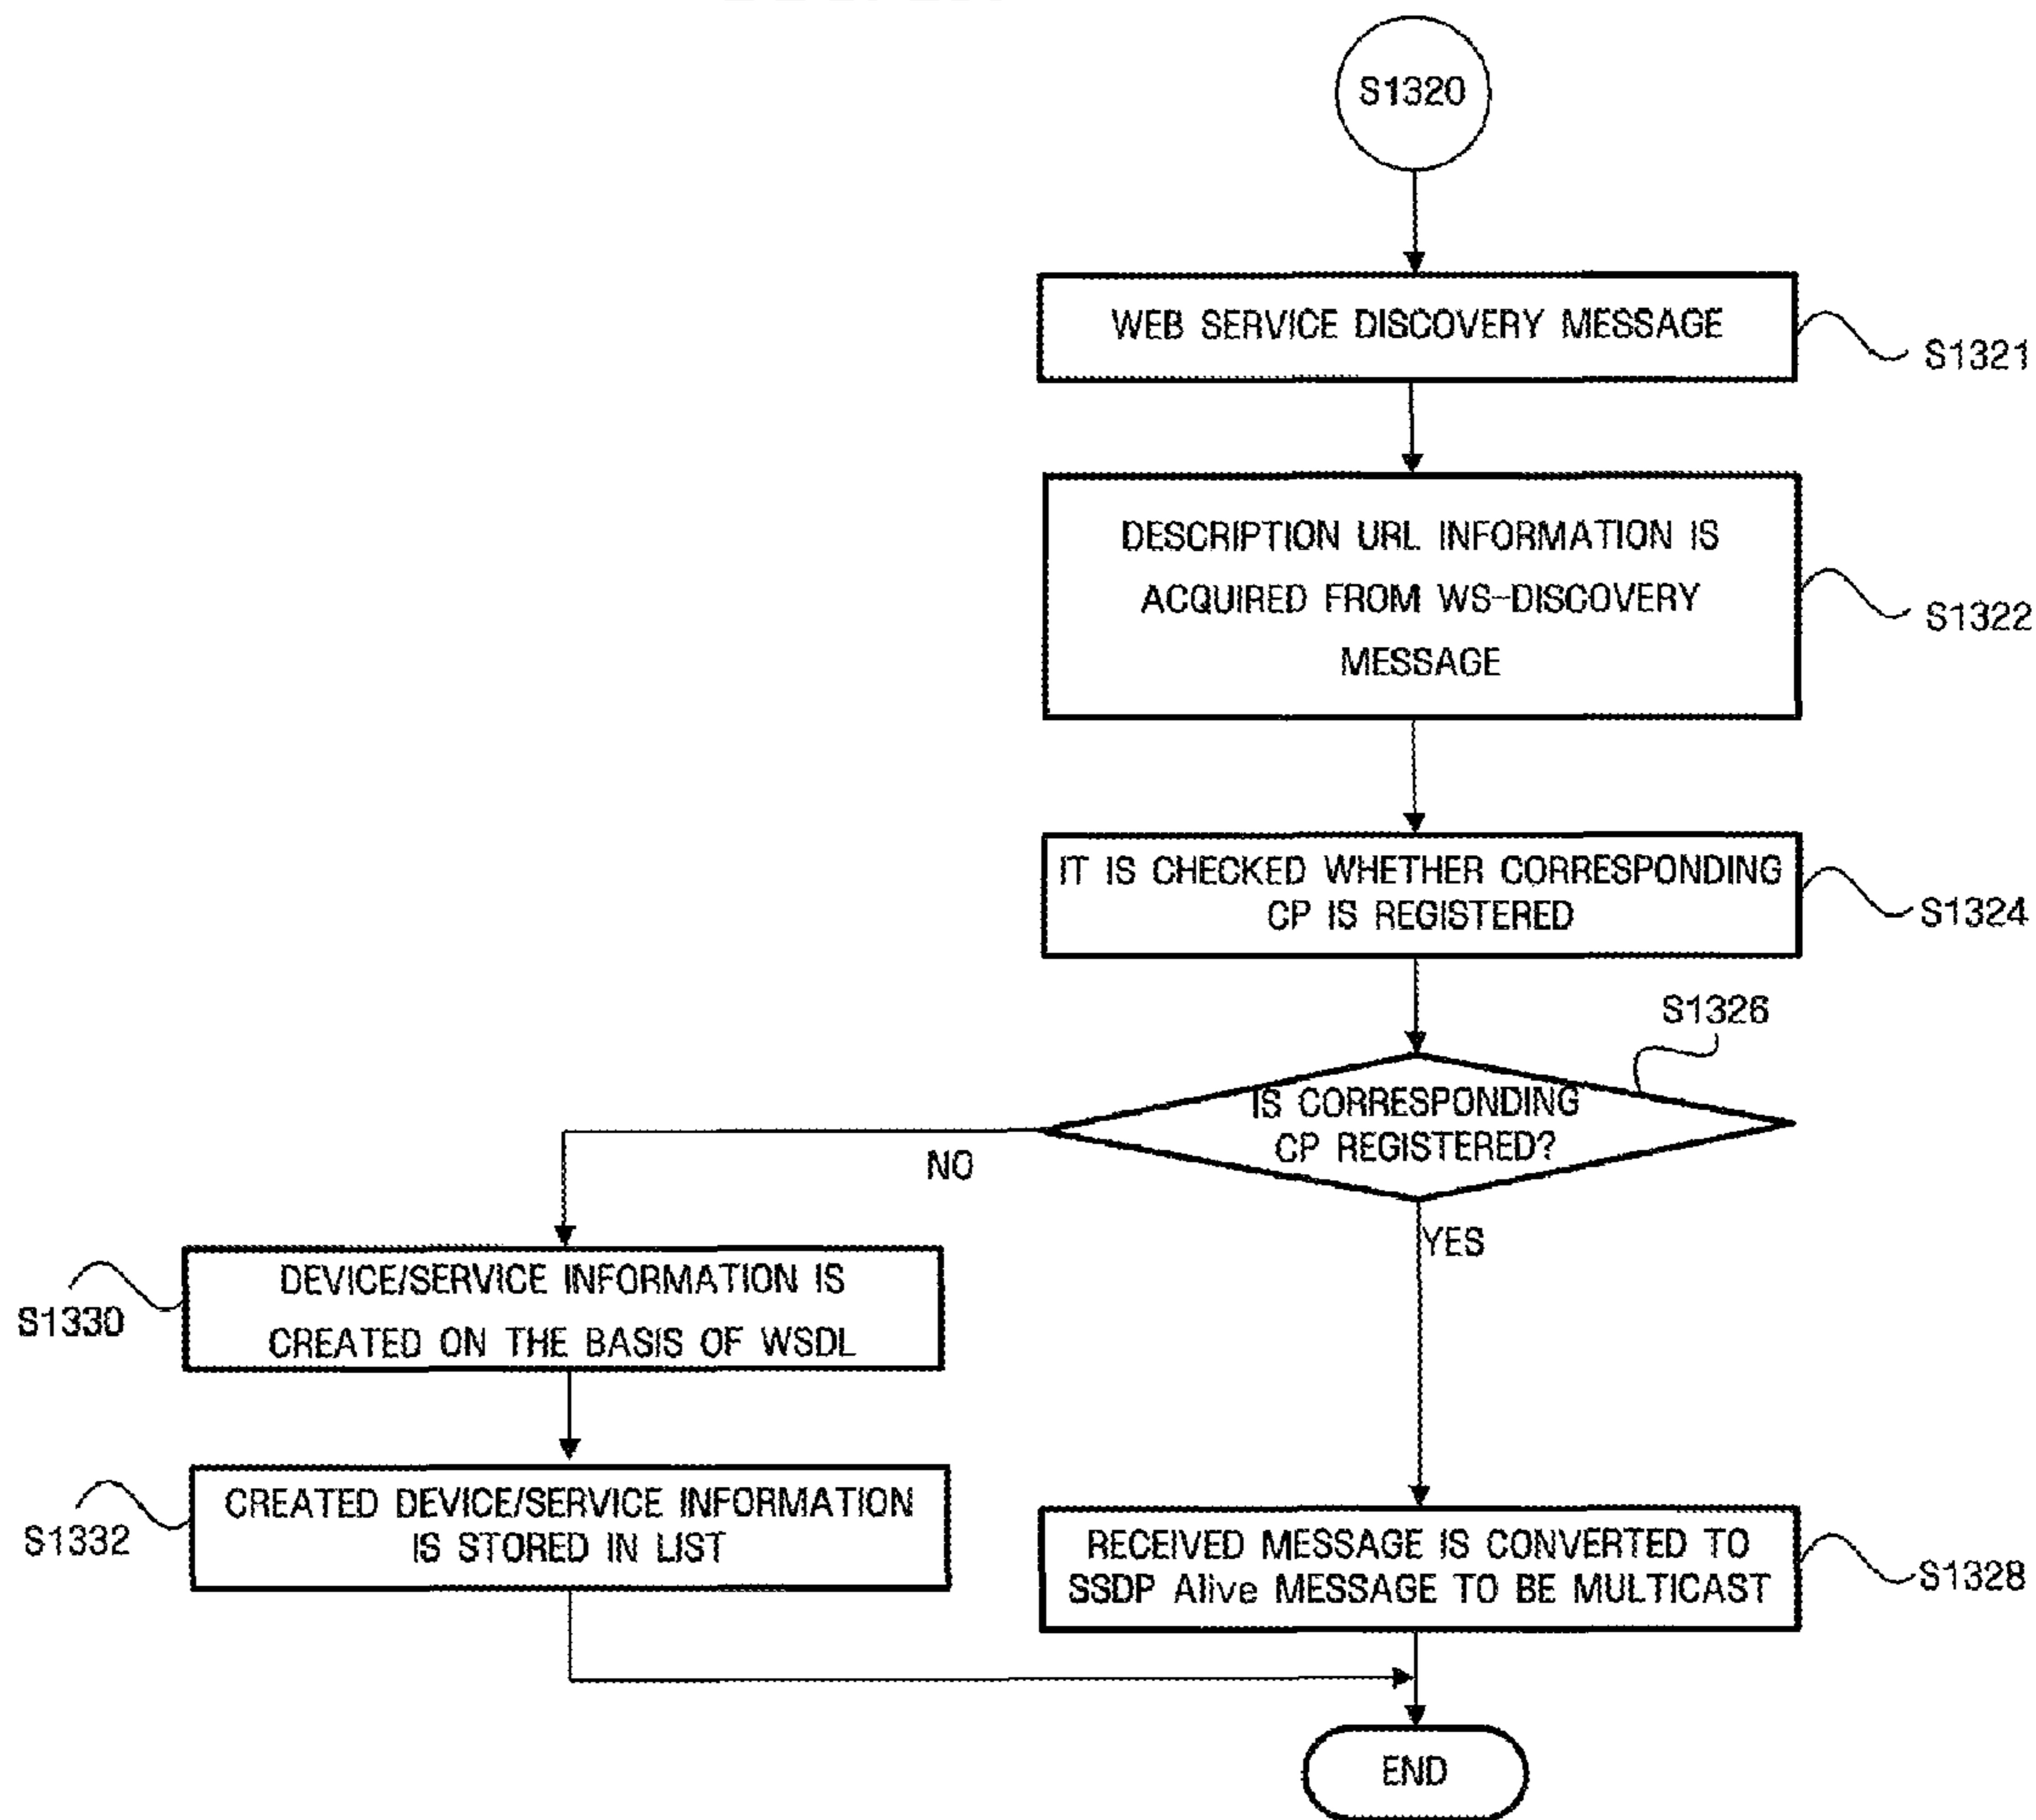 S1320
WEB SERVICE DISCOVERY MESSAGE
S1321
DESCRIPTION URL INFORMATION IS
ACQUIRED FROM WS-DISCOVERY
MESSAGE
S1322
IT IS CHECKED WHETHER CORRESPONDING
CP IS REGISTERED
S1324
S1326
IS CORRESPONDING
CP REGISTERED?
NO
YES
DEVICE/SERVICE INFORMATION IS
CREATED ON THE BASIS OF WSDL
S1330
CREATED DEVICE/SERVICE INFORMATION
IS STORED IN LIST
S1332
RECEIVED MESSAGE IS CONVERTED TO
SSDP Alive MESSAGE TO BE MULTICAST
S1328
END